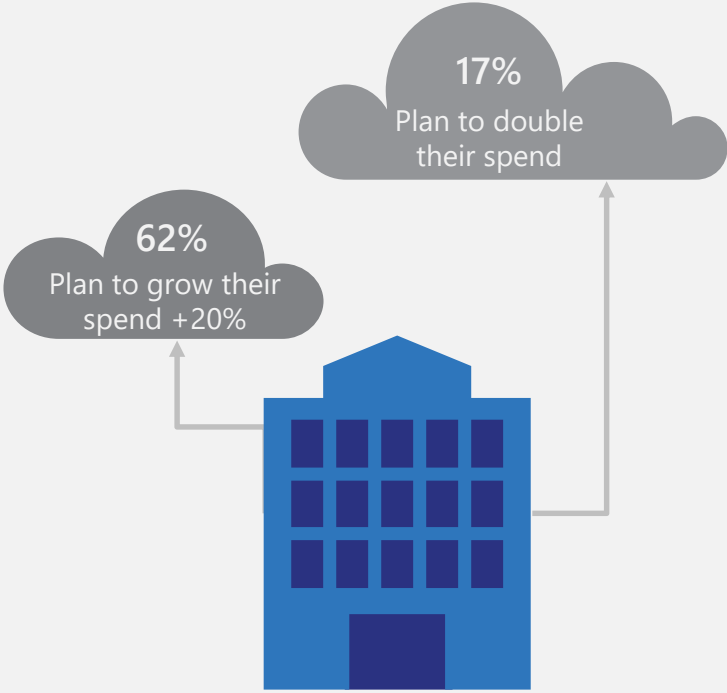 17%
Plan to double
their spend
62%
Plan to grow their
spend +20%